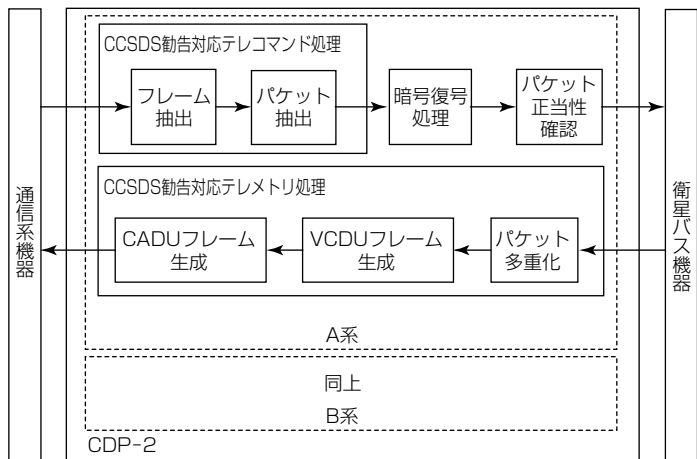 CCSDS勧告対応テレコマンド処理
フレーム
抽出
パケット
抽出
暗号復号
処理
パケット
正当性
確認
通信系機器
CCSDS勧告対応テレメトリ処理
CADUフレーム
生成
VCDUフレーム
生成
パケット
多重化
衛星バス機器
A系
同上
B系
CDP-2